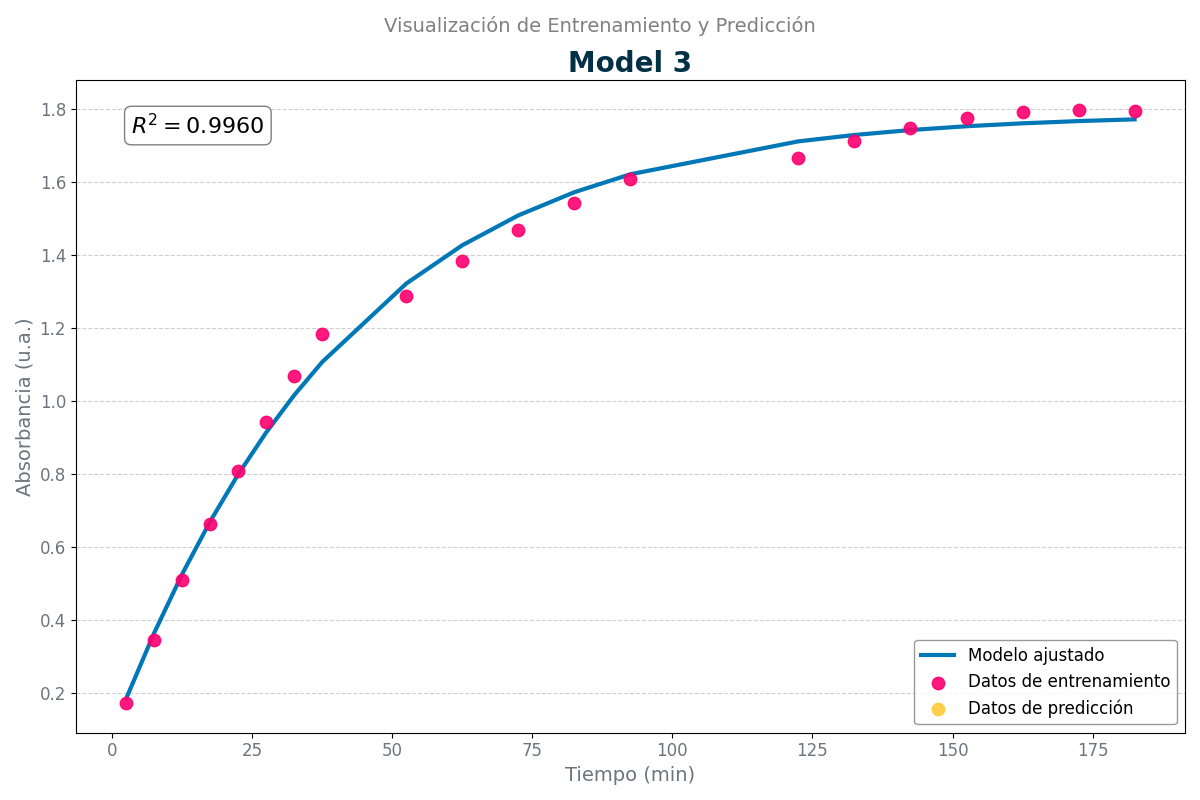 Visualización de Entrenamiento y Predicción
Model 3
R² = 0.9960
1.8
1.6
1.4
1.2
1.0
0.8
0.6
0.4
0.2
Absorbancia (u.a.)
0 25 50 75 100 125 150 175
Tiempo (min)
Modelo ajustado
Datos de entrenamiento
Datos de predicción